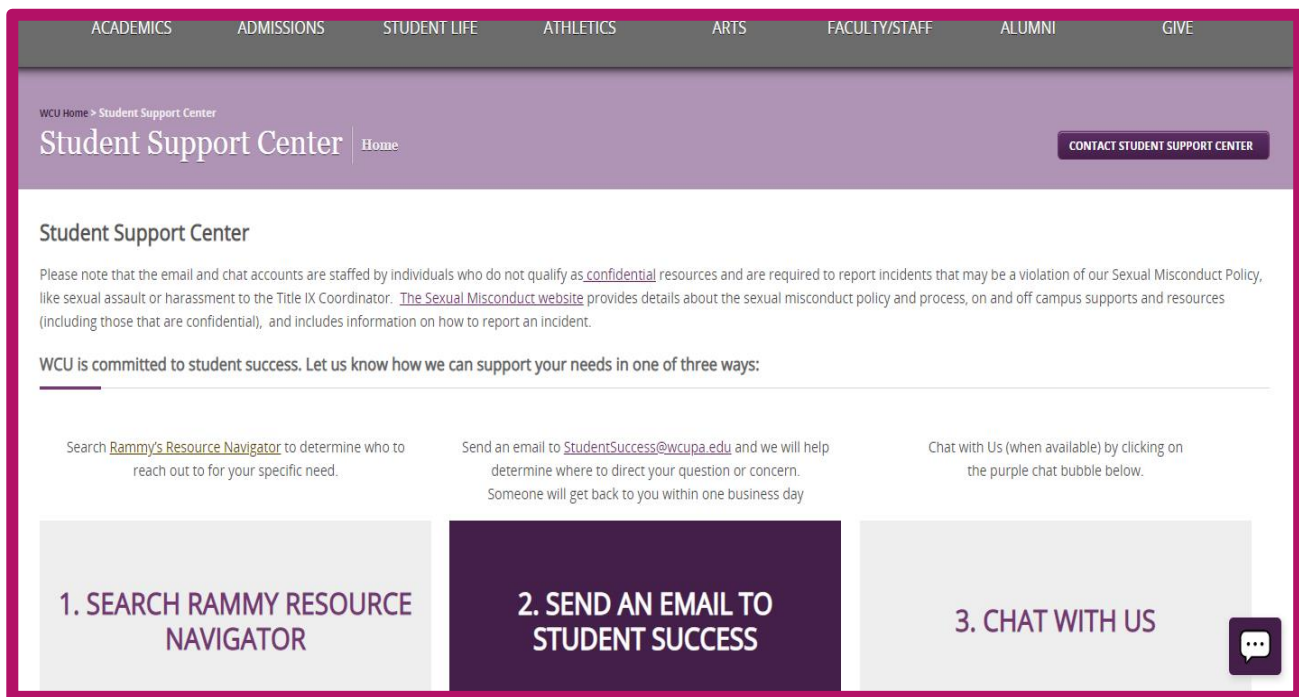 ACADEMICS ADMISSIONS STUDENT LIFE ATHLETICS ARTS FACULTY/STAFF ALUMNI GIVE
WCU Home > Student Support Center
Student Support Center Home
CONTACT STUDENT SUPPORT CENTER
Student Support Center
Please note that the email and chat accounts are staffed by individuals who do not qualify as confidential resources and are required to report incidents that may be a violation of our Sexual Misconduct Policy,
like sexual assault or harassment to the Title IX Coordinator. The Sexual Misconduct website provides details about the sexual misconduct policy and process, on and off campus supports and resources
(including those that are confidential), and includes information on how to report an incident.
WCU is committed to student success. Let us know how we can support your needs in one of three ways:
Search Rammy's Resource Navigator to determine who to
reach out to for your specific need.
Send an email to StudentSuccess@wcupa.edu and we will help
determine where to direct your question or concern.
Someone will get back to you within one business day
Chat with Us (when available) by clicking on
the purple chat bubble below.
1. SEARCH RAMMY RESOURCE
NAVIGATOR
2. SEND AN EMAIL TO
STUDENT SUCCESS
3. CHAT WITH US